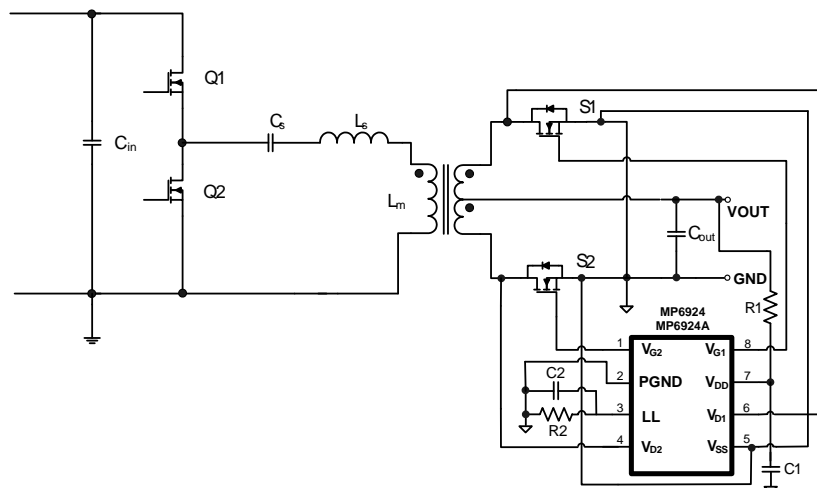 Q1
S1
Cs
Ls
Cin
Q2
Lm
VOUT
Cout
S2
GND
R1
MP6924
MP6924A
1 VG2 VG1 8
C2
2 PGND VDD 7
3 LL VD1 6
R2
4 VD2 VSS 5
C1